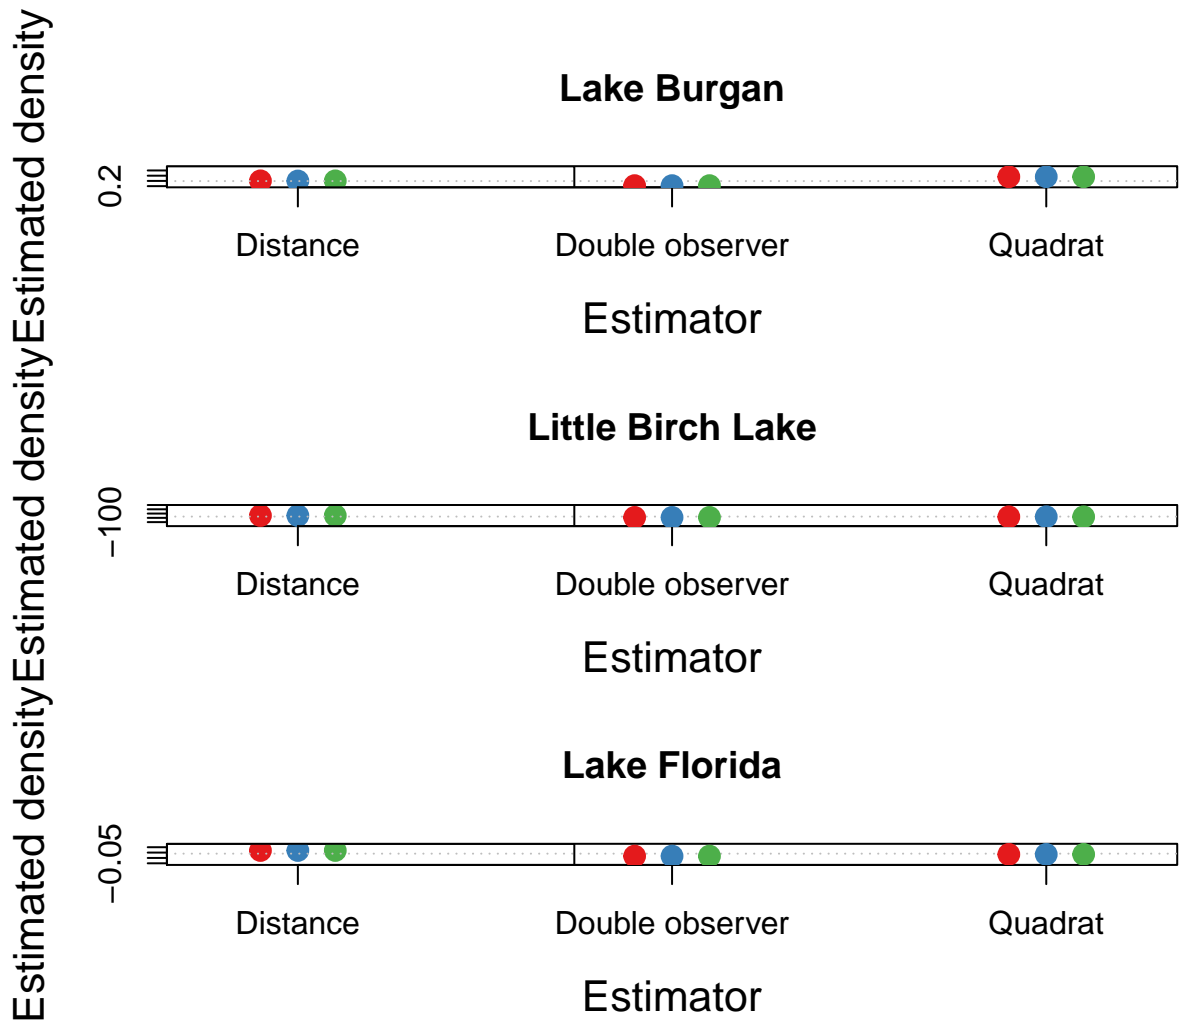 Lake Burgan
Estimated density
0.2
Distance Double observer Quadrat
Estimator
Little Birch Lake
Estimated density
−100
Distance Double observer Quadrat
Estimator
Lake Florida
Estimated density
−0.05
Distance Double observer Quadrat
Estimator